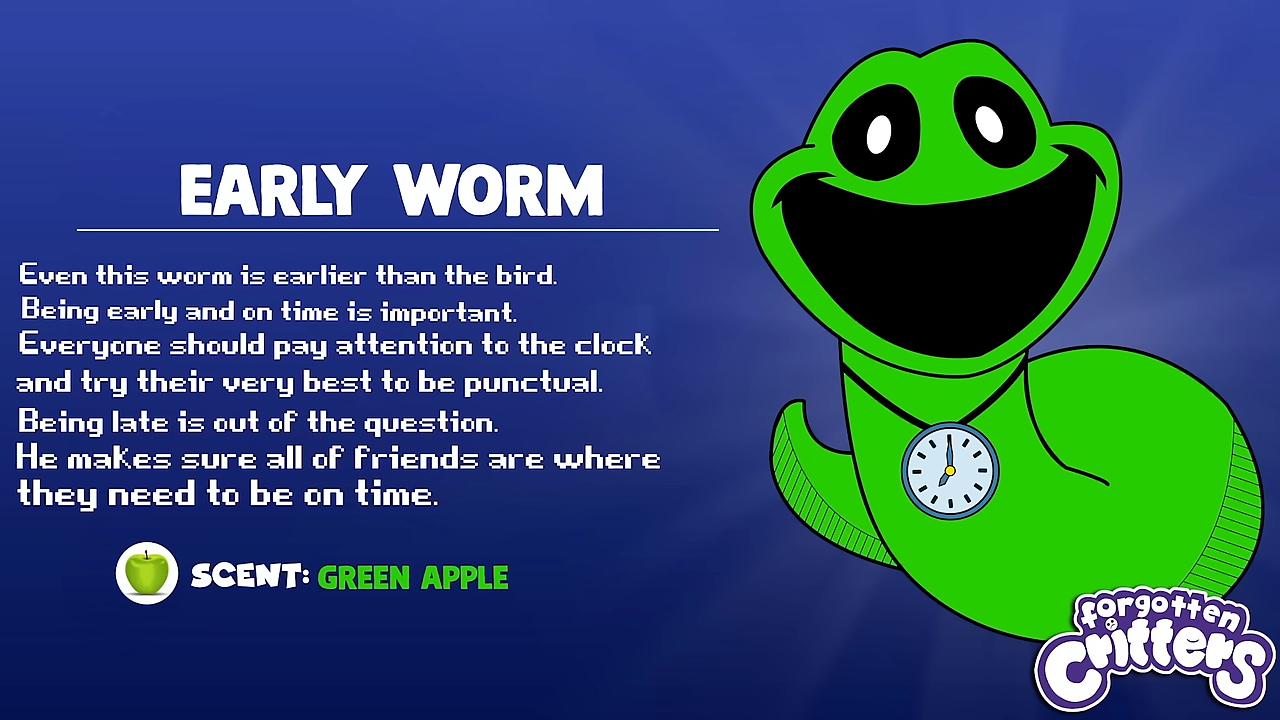 EARLY WORM
Even this worm is earlier than the bird.
Being early and on time is important.
Everyone should pay attention to the clock
and try their very best to be punctual.
Being late is out of the question.
He makes sure all of friends are where
they need to be on time.
SCENT: GREEN APPLE
forgotten
Critters